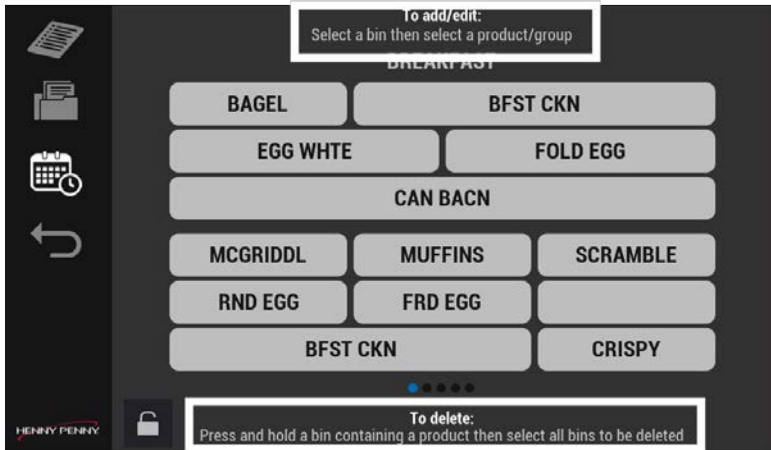 To add/edit:
Select a bin then select a product/group
BREAKFAST
BAGEL BFST CKN
EGG WHTE FOLD EGG
CAN BACN
MCGRIDDL MUFFINS SCRAMBLE
RND EGG FRD EGG
BFST CKN CRISPY
To delete:
Press and hold a bin containing a product then select all bins to be deleted
HENNY PENNY